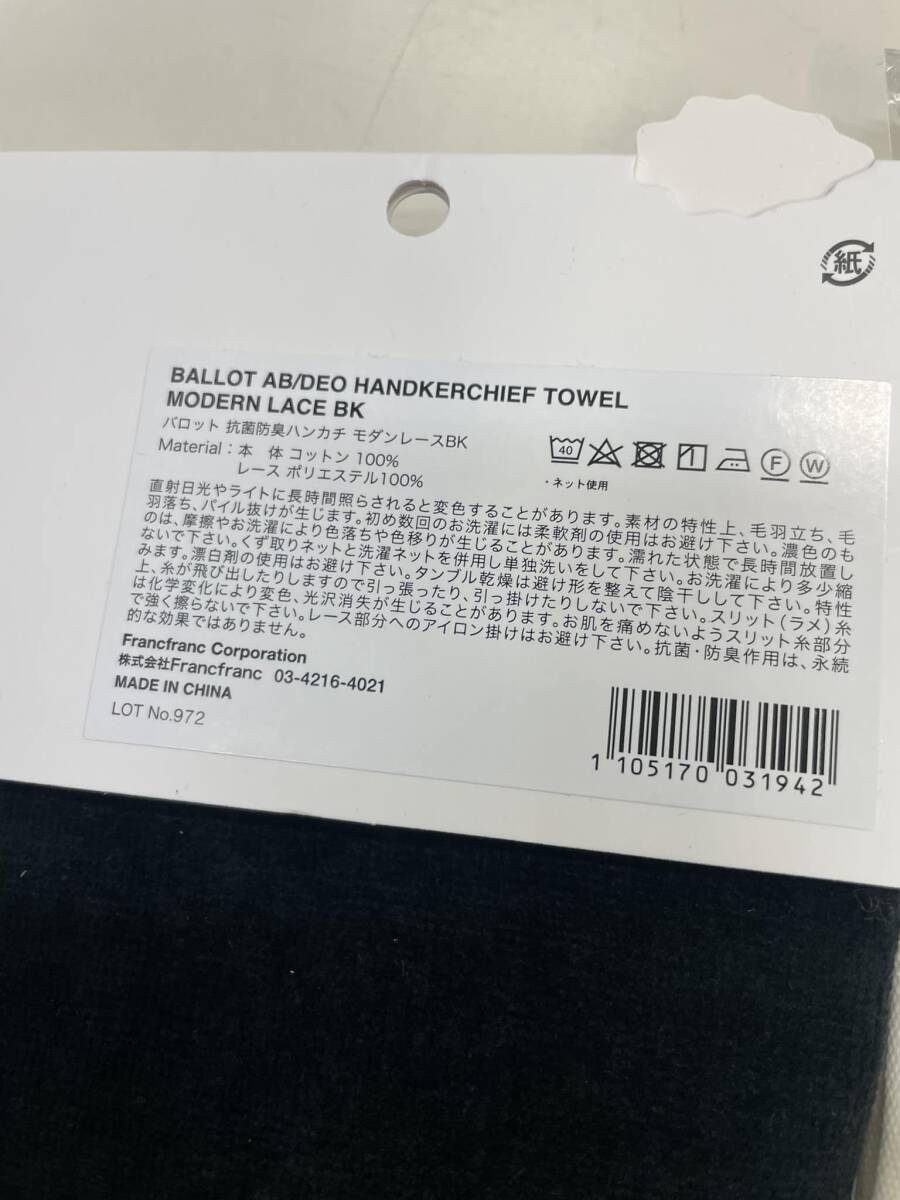 紙
BALLOT AB/DEO HANDKERCHIEF TOWEL
MODERN LACE BK
バロット 抗菌防臭ハンカチ モダンレースBK
Material：本　体 コットン 100%
レース ポリエステル100%
40
F
W
・ネット使用
直射日光やライトに長時間照らされると変色することがあります。素材の特性上、毛羽立ち、毛
羽落ち、パイル抜けが生じます。初め数回のお洗濯には柔軟剤の使用はお避け下さい。濃色のも
のは、摩擦やお洗濯により色落ちや色移りが生じることがあります。濡れた状態で長時間放置し
ないで下さい。くず取りネットと洗濯ネットを併用し単独洗いをして下さい。お洗濯により多少縮
みます。漂白剤の使用はお避け下さい。タンブル乾燥は避け形を整えて陰干しして下さい。特性
上、糸が飛び出したりしますので引っ張ったり、引っ掛けたりしないで下さい。スリット（ラメ）糸
は化学変化により変色、光沢消失が生じることがあります。お肌を痛めないようスリット糸部分
で強く擦らないで下さい。レース部分へのアイロン掛けはお避け下さい。抗菌・防臭作用は、永続
的な効果ではありません。
Francfranc Corporation
株式会社Francfranc 03-4216-4021
MADE IN CHINA
LOT No.972
1 105170 031942